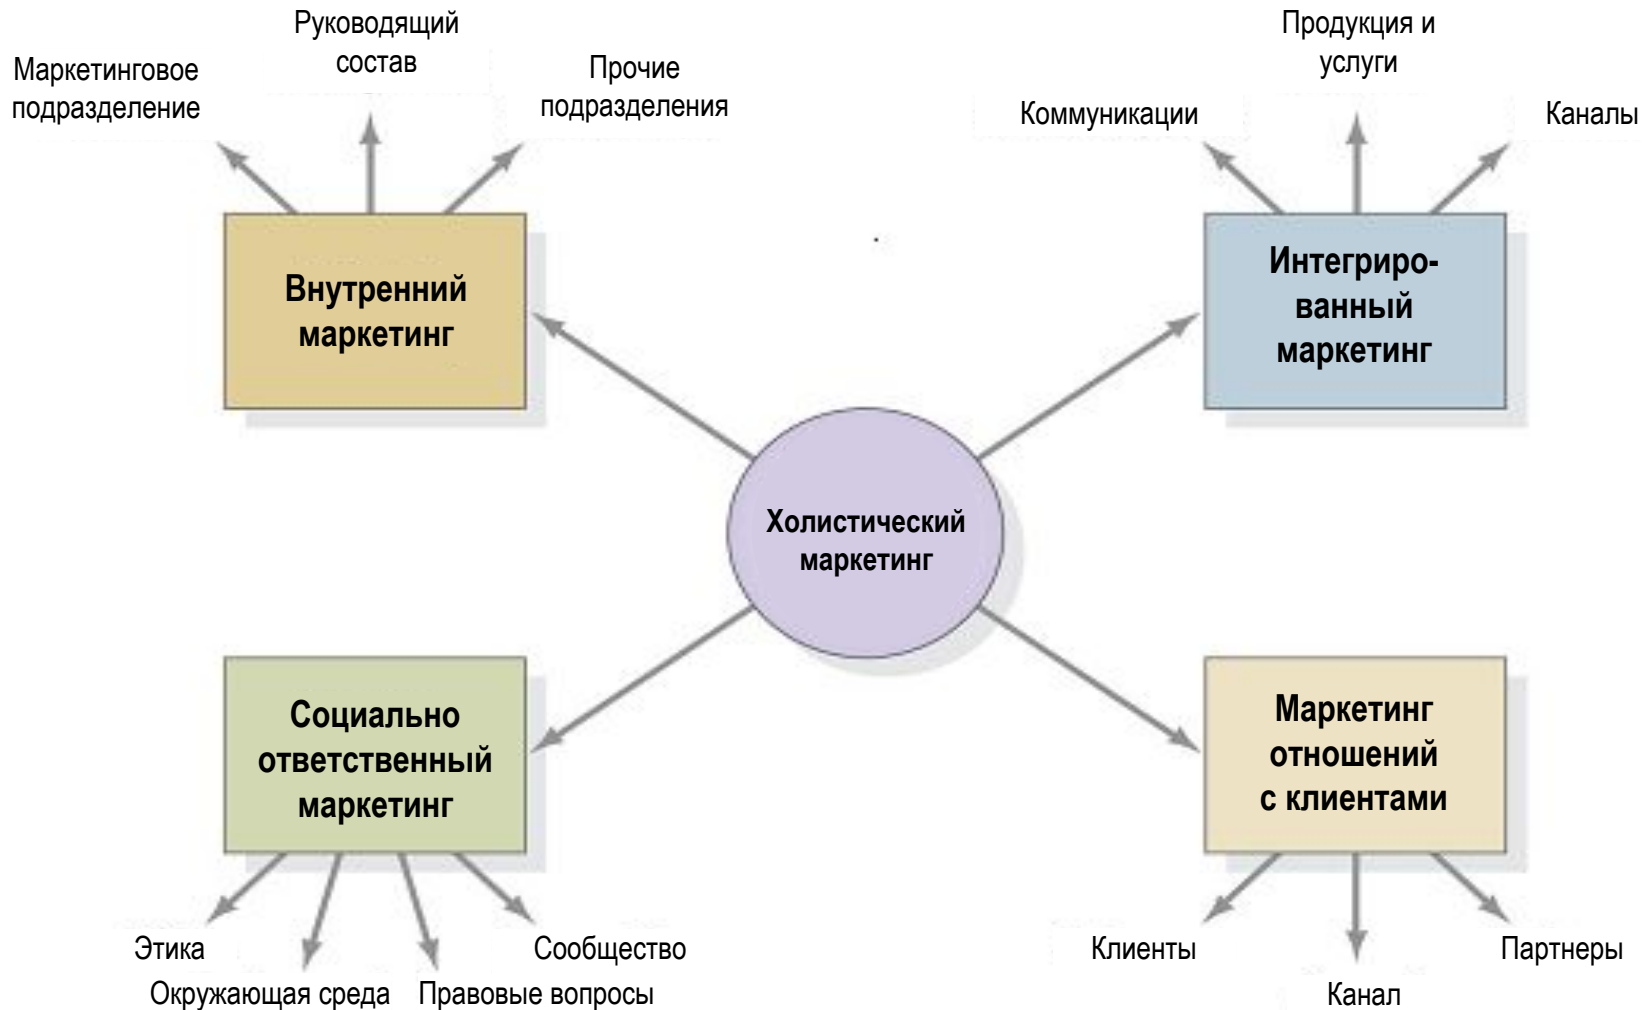 Руководящий
состав
Маркетинговое
подразделение
Прочие
подразделения
Продукция и
услуги
Коммуникации
Каналы
Внутренний
маркетинг
Интегриро-
ванный
маркетинг
Холистический
маркетинг
Социально
ответственный
маркетинг
Маркетинг
отношений
с клиентами
Этика
Окружающая среда
Правовые вопросы
Сообщество
Клиенты
Канал
Партнеры